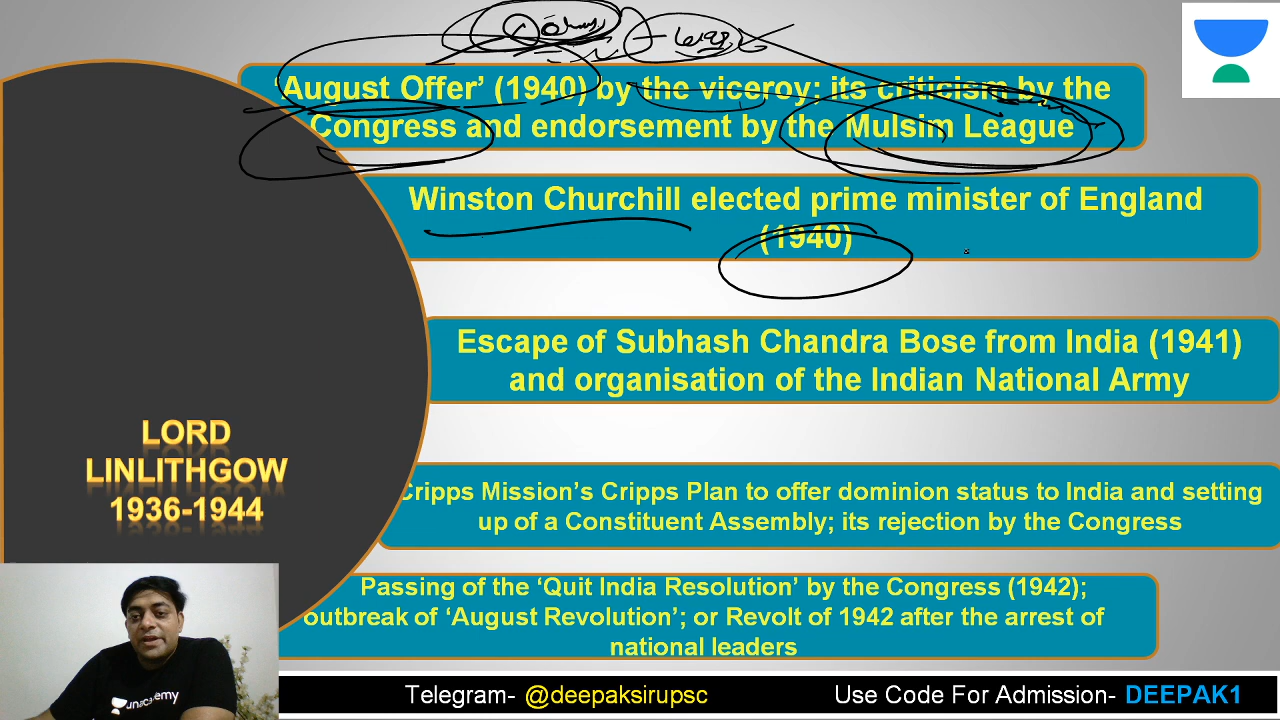 ‘August Offer’ (1940) by the viceroy; its criticism by the
Congress and endorsement by the Mulsim League
Winston Churchill elected prime minister of England
(1940)
Escape of Subhash Chandra Bose from India (1941)
and organisation of the Indian National Army
LORD
LINLITHGOW
1936-1944
Cripps Mission’s Cripps Plan to offer dominion status to India and setting
up of a Constituent Assembly; its rejection by the Congress
Passing of the ‘Quit India Resolution’ by the Congress (1942);
outbreak of ‘August Revolution’; or Revolt of 1942 after the arrest of
national leaders
unacademy
Telegram- @deepaksirupsc Use Code For Admission- DEEPAK1